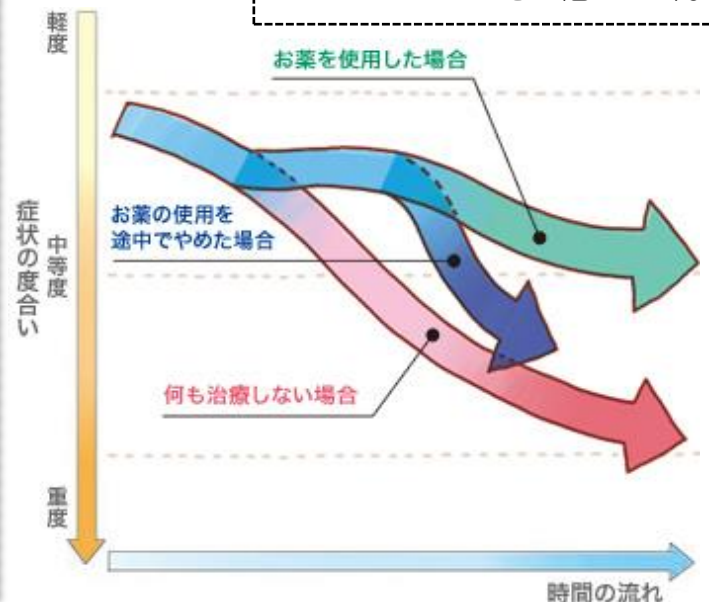 軽度
お薬を使用した場合
お薬の使用を
途中でやめた場合
症状の度合い
中等度
何も治療しない場合
重度
時間の流れ